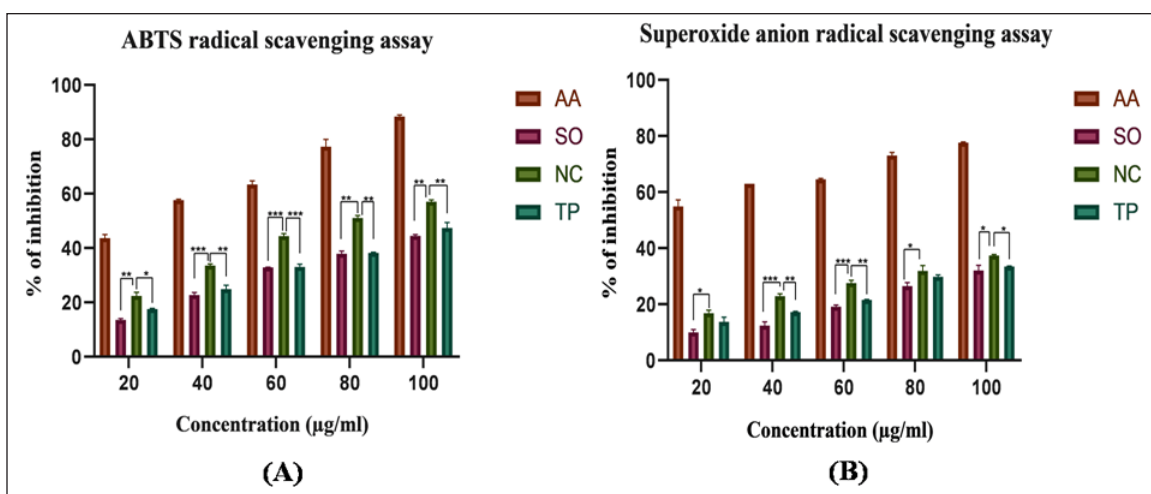 ABTS radical scavenging assay
% of inhibition
100
80
60
40
20
0
** * *** ** *** *** ** ** ** **
20 40 60 80 100
Concentration (µg/ml)
AA
SO
NC
TP
(A)
Superoxide anion radical scavenging assay
% of inhibition
100
80
60
40
20
0
* *** ** *** ** * * *
20 40 60 80 100
Concentration (µg/ml)
AA
SO
NC
TP
(B)